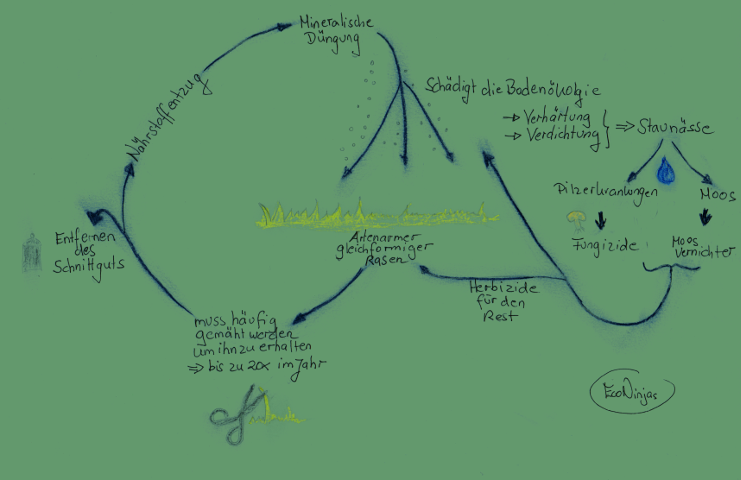 Mineralische
Düngung
Nährstoffentzug
Schädigt die Bodenökolgie
→ Verhärtung
→ Verdichtung
⇒ Staunässe
Pilzerkrankungen
Moos
Fungizide
Moos
Vernichter
Entfernen
des
Schnittguts
Artenarmer
gleichförmiger
Rasen
Herbizide
für den
Rest
muss häufig
gemäht werden
um ihn zu erhalten
⇒ bis zu 20x im Jahr
EcoNinjas